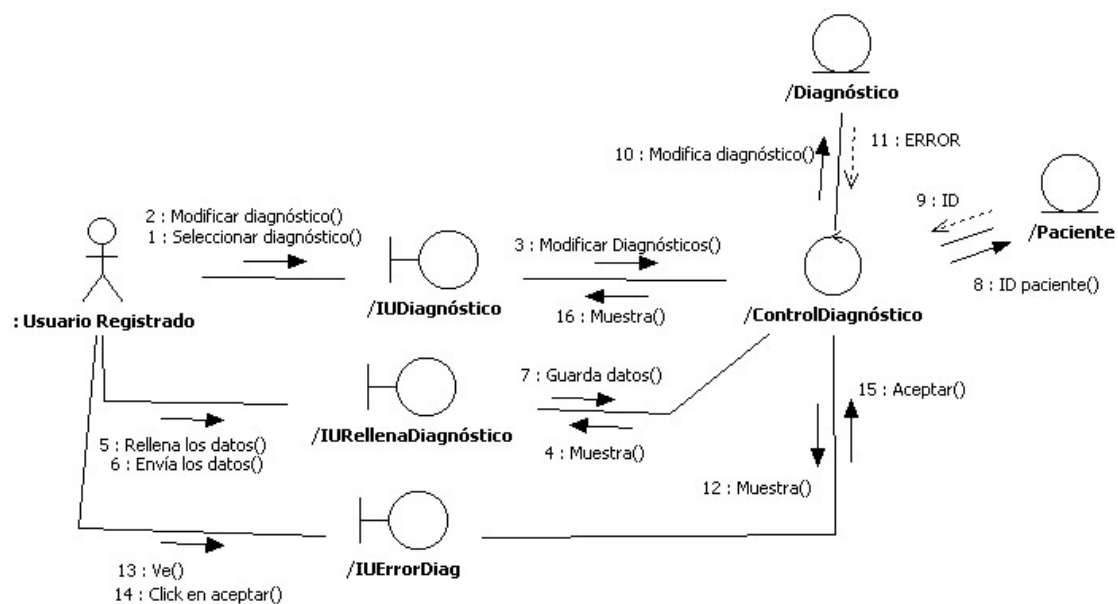 /Diagnóstico
10 : Modifica diagnóstico()
11 : ERROR
9 : ID
/Paciente
8 : ID paciente()
2 : Modificar diagnóstico()
1 : Seleccionar diagnóstico()
3 : Modificar Diagnósticos()
: Usuario Registrado
/IUDiagnóstico
16 : Muestra()
/ControlDiagnóstico
7 : Guarda datos()
15 : Aceptar()
5 : Rellena los datos()
6 : Envía los datos()
/IURellenaDiagnóstico
4 : Muestra()
12 : Muestra()
13 : Ve()
14 : Click en aceptar()
/IUErrorDiag